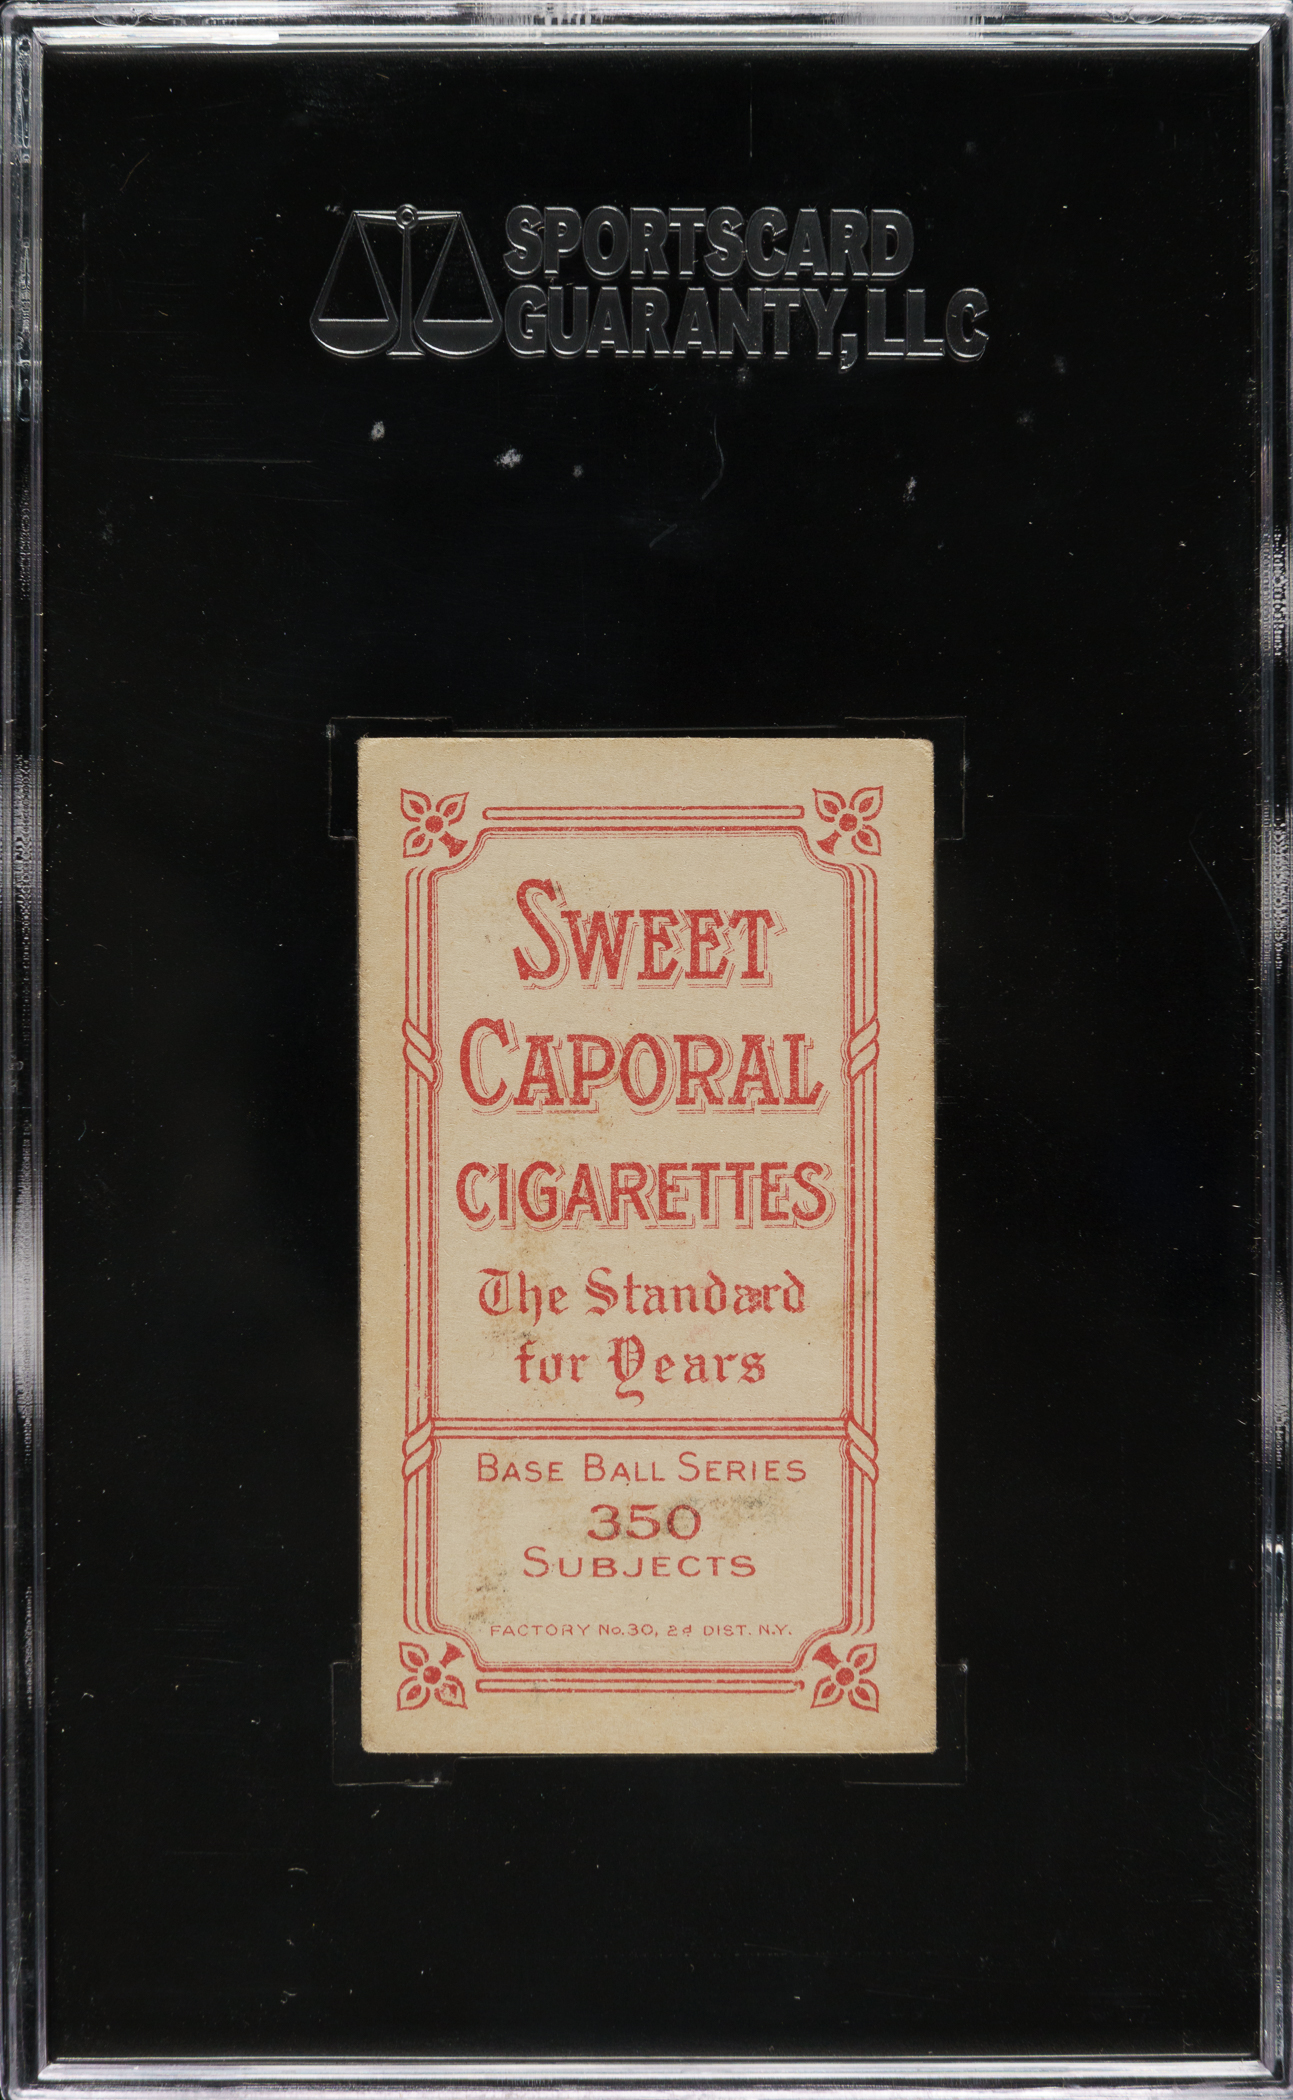 SPORTSCARD
GUARANTY, LLC
SWEET
CAPORAL
CIGARETTES
The Standard
for Years
BASE BALL SERIES
350
SUBJECTS
FACTORY No. 30, 2d DIST. N.Y.